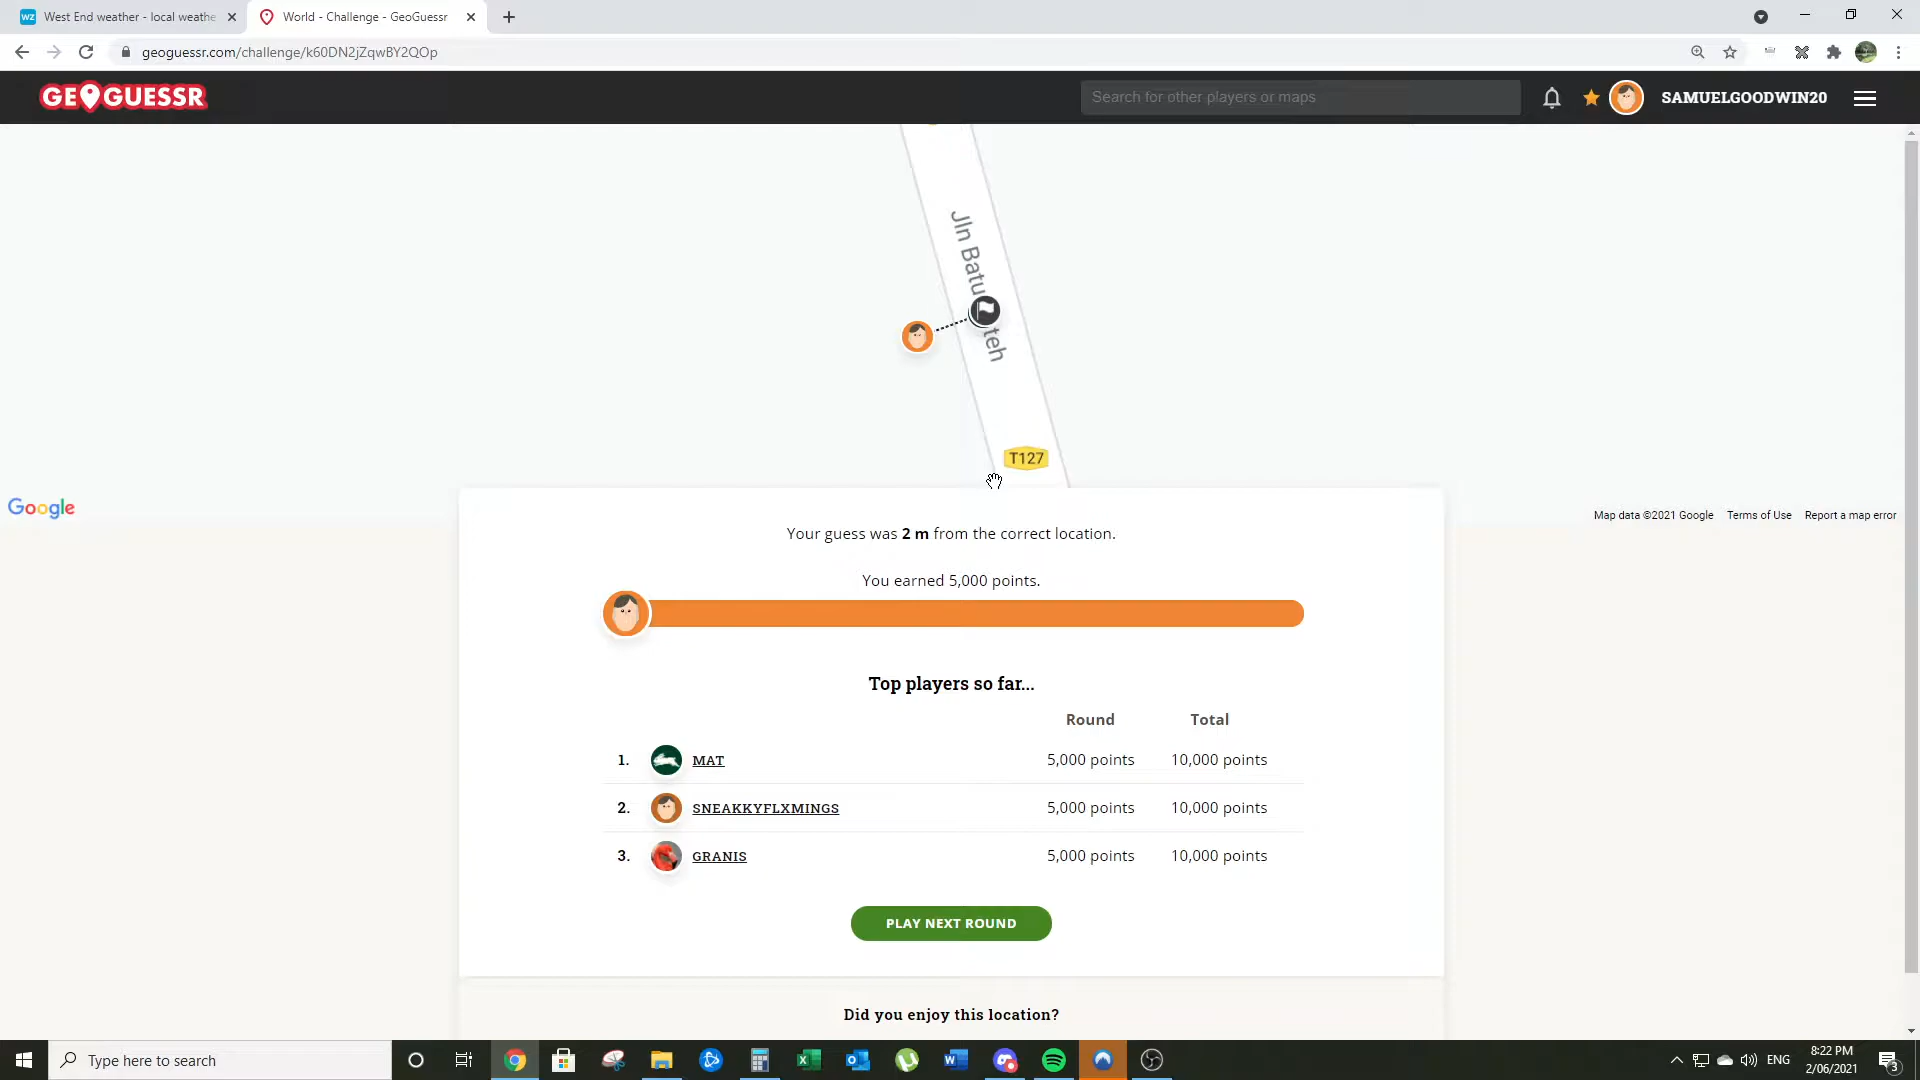 West End weather - local weathe
World - Challenge - GeoGuessr
geoguessr.com/challenge/k60DN2jZqwBY2QOp
GEOGUESSR
Search for other players or maps
SAMUELGOODWIN20
Jln Batu
teh
T127
Google
Map data ©2021 Google
Terms of Use
Report a map error
Your guess was 2 m from the correct location.
You earned 5,000 points.
Top players so far...
Round Total
1. MAT 5,000 points 10,000 points
2. SNEAKKYFLXMINGS 5,000 points 10,000 points
3. GRANIS 5,000 points 10,000 points
PLAY NEXT ROUND
Did you enjoy this location?
Type here to search
ENG
8:22 PM
2/06/2021
3